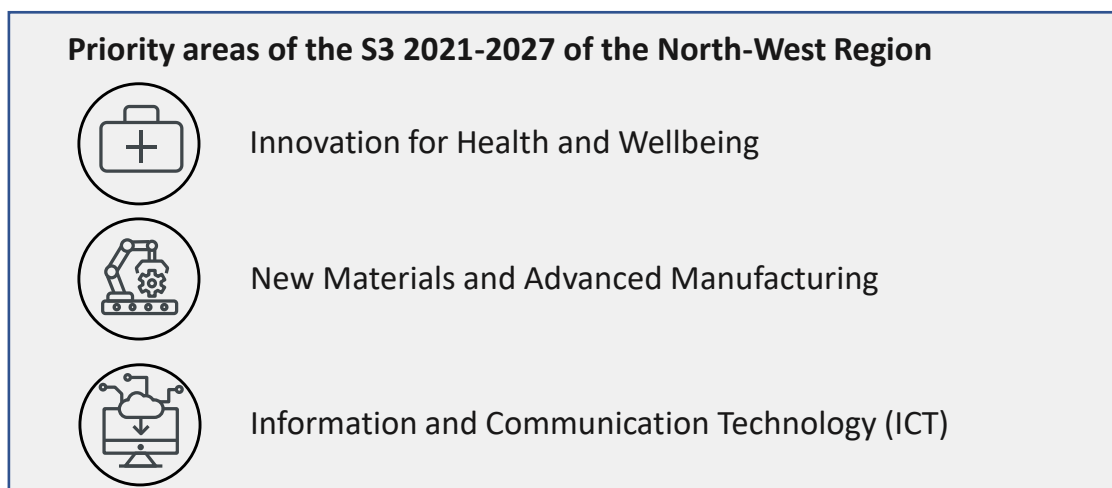 Priority areas of the S3 2021-2027 of the North-West Region
Innovation for Health and Wellbeing
New Materials and Advanced Manufacturing
Information and Communication Technology (ICT)